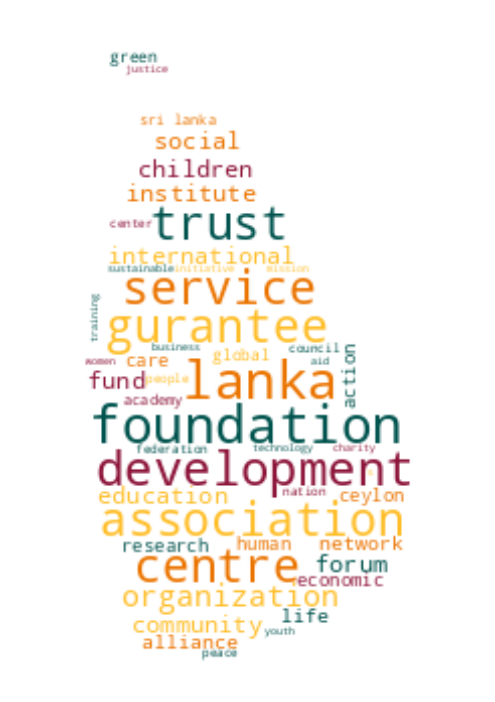 green
justice
sri lanka
social
children
institute
center trust
international
sustainable initiative mission
service
training
gurantee
business council
women care global aid
action
fund people lanka
academy
foundation
federation technology charity
development
education nation ceylon
association
research human network
centre forum
economic
organization
life
community youth
alliance
peace